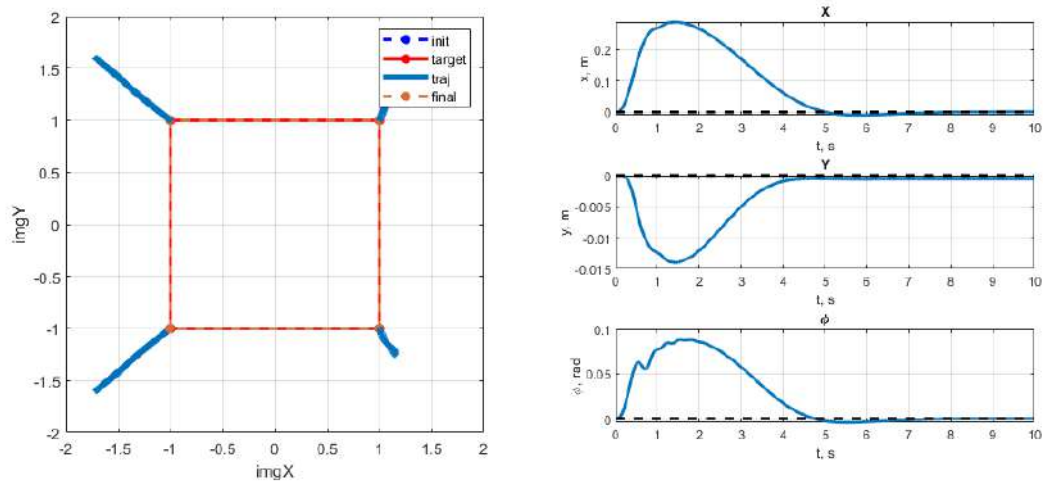 2
1.5
1
0.5
0
-0.5
-1
-1.5
-2
imgY
-2 -1.5 -1 -0.5 0 0.5 1 1.5 2
imgX
init
target
traj
final
X
0.2
0.1
0
x, m
0 1 2 3 4 5 6 7 8 9 10
t, s
Y
0
-0.005
-0.01
-0.015
y, m
0 1 2 3 4 5 6 7 8 9 10
t, s
ϕ
0.1
0.05
0
ϕ, rad
0 1 2 3 4 5 6 7 8 9 10
t, s